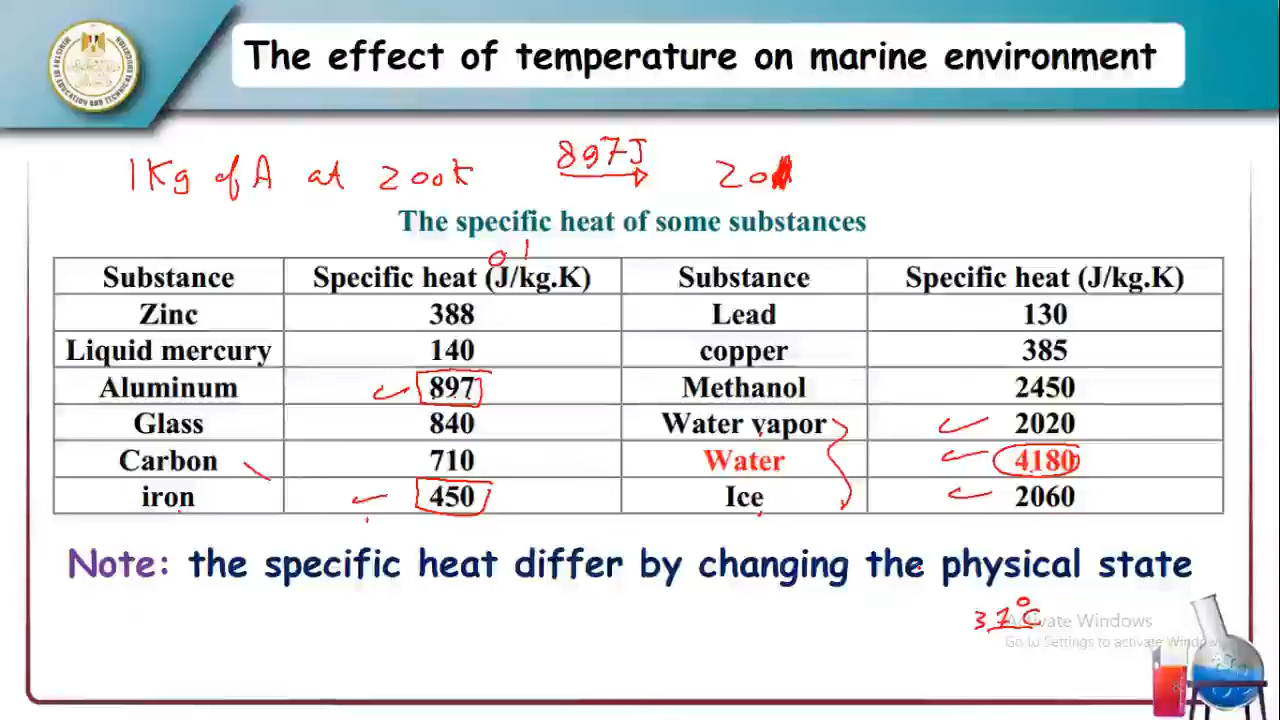 The effect of temperature on marine environment
1Kg of A at 200K 897J 20
The specific heat of some substances
Substance Specific heat (J/kg.K) Substance Specific heat (J/kg.K)
Zinc 388 Lead 130
Liquid mercury 140 copper 385
Aluminum 897 Methanol 2450
Glass 840 Water vapor 2020
Carbon 710 Water 4180
iron 450 Ice 2060
Note: the specific heat differ by changing the physical state
37°C
Activate Windows
Go to Settings to activate Windows.